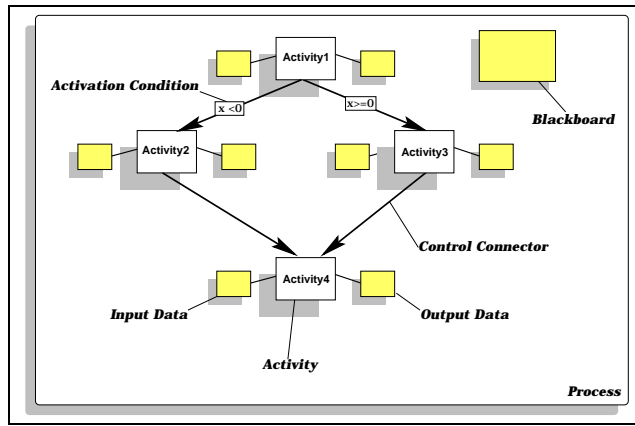 Activity1
Activation Condition
x <0
x>=0
Blackboard
Activity2
Activity3
Control Connector
Activity4
Input Data
Output Data
Activity
Process